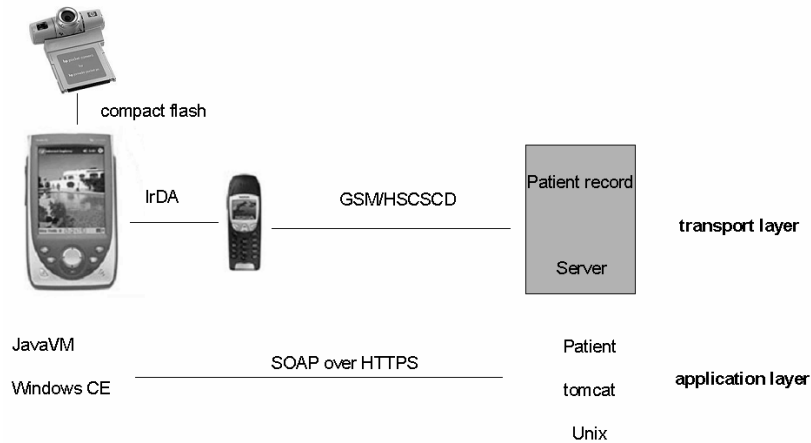 compact flash
IrDA
GSM/HSCSCD
Patient record
Server
transport layer
JavaVM
Windows CE
SOAP over HTTPS
Patient
tomcat
Unix
application layer